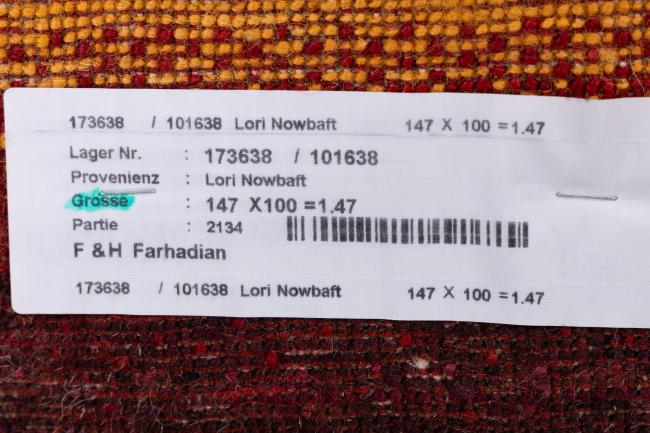 173638 / 101638 Lori Nowbaft 147 X 100 =1.47
Lager Nr. : 173638 / 101638
Provenienz : Lori Nowbaft
Grösse : 147 X100 =1.47
Partie : 2134
F & H Farhadian
173638 / 101638 Lori Nowbaft 147 X 100 =1.47